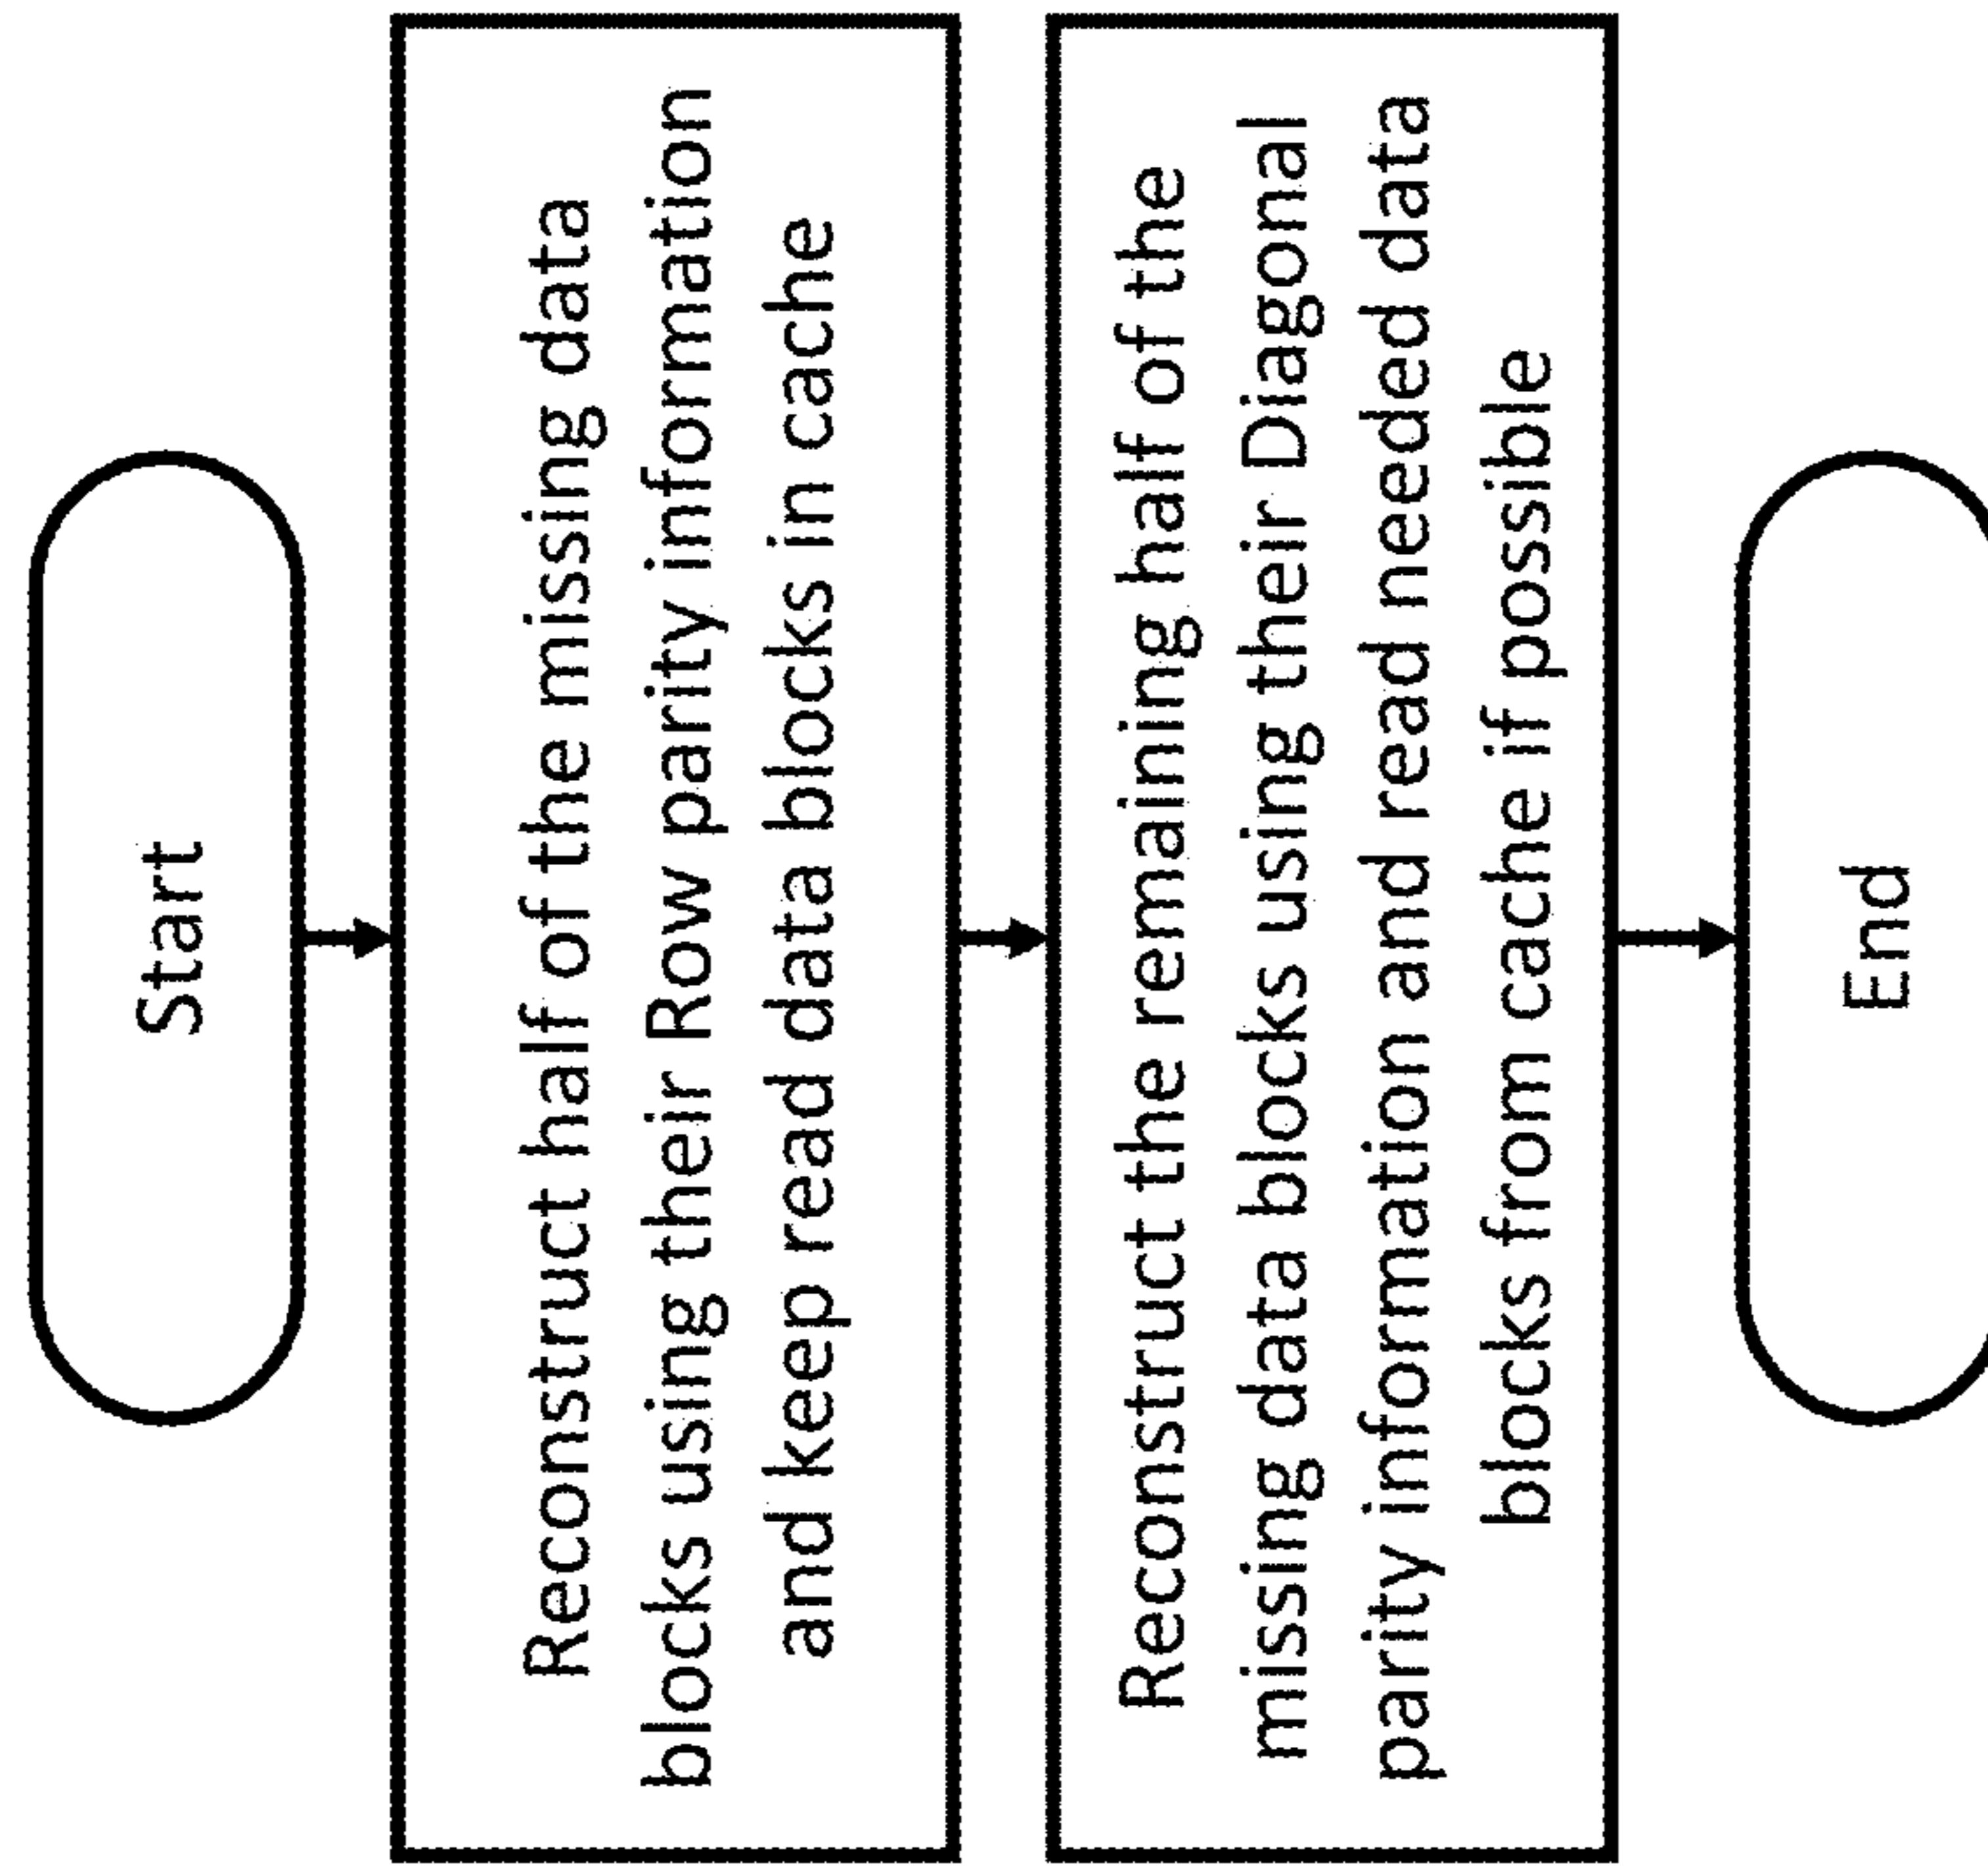 Start
Reconstruct half of the missing data
blocks using their Row parity information
and keep read data blocks in cache
Reconstruct the remaining half of the
missing data blocks using their Diagonal
parity information and read needed data
blocks from cache if possible
End